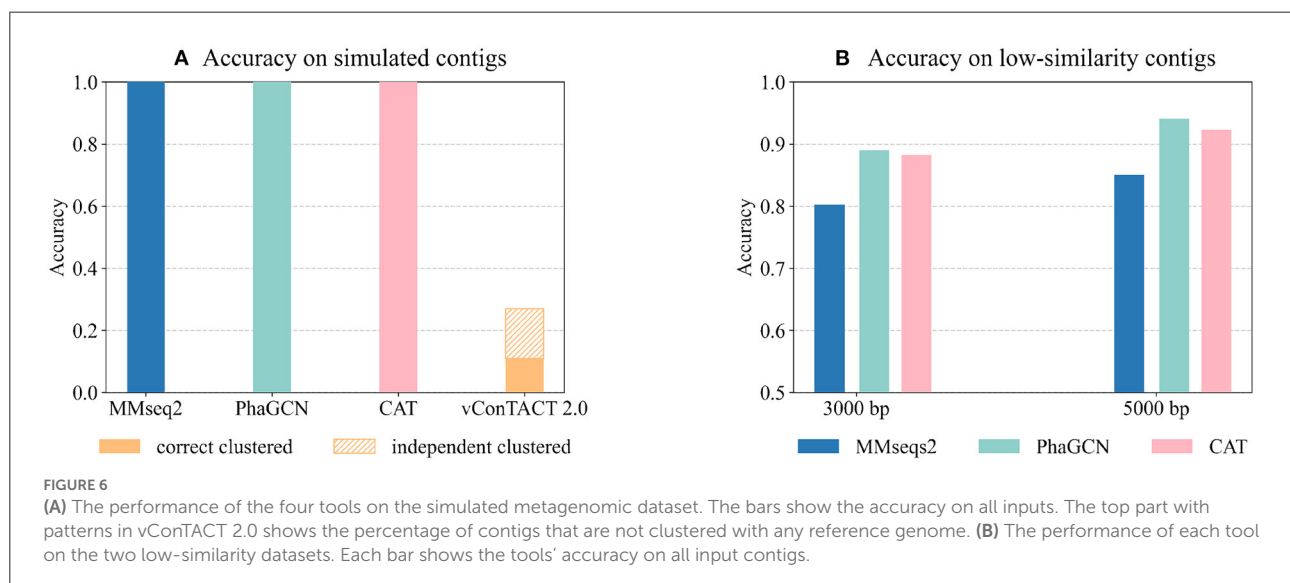 A Accuracy on simulated contigs
1.0
0.8
0.6
0.4
0.2
0.0
Accuracy
MMseq2 PhaGCN CAT vConTACT 2.0
correct clustered independent clustered
B Accuracy on low-similarity contigs
1.0
0.9
0.8
0.7
0.6
0.5
Accuracy
3000 bp 5000 bp
MMseqs2 PhaGCN CAT
FIGURE 6
(A) The performance of the four tools on the simulated metagenomic dataset. The bars show the accuracy on all inputs. The top part with
patterns in vConTACT 2.0 shows the percentage of contigs that are not clustered with any reference genome. (B) The performance of each tool
on the two low-similarity datasets. Each bar shows the tools' accuracy on all input contigs.